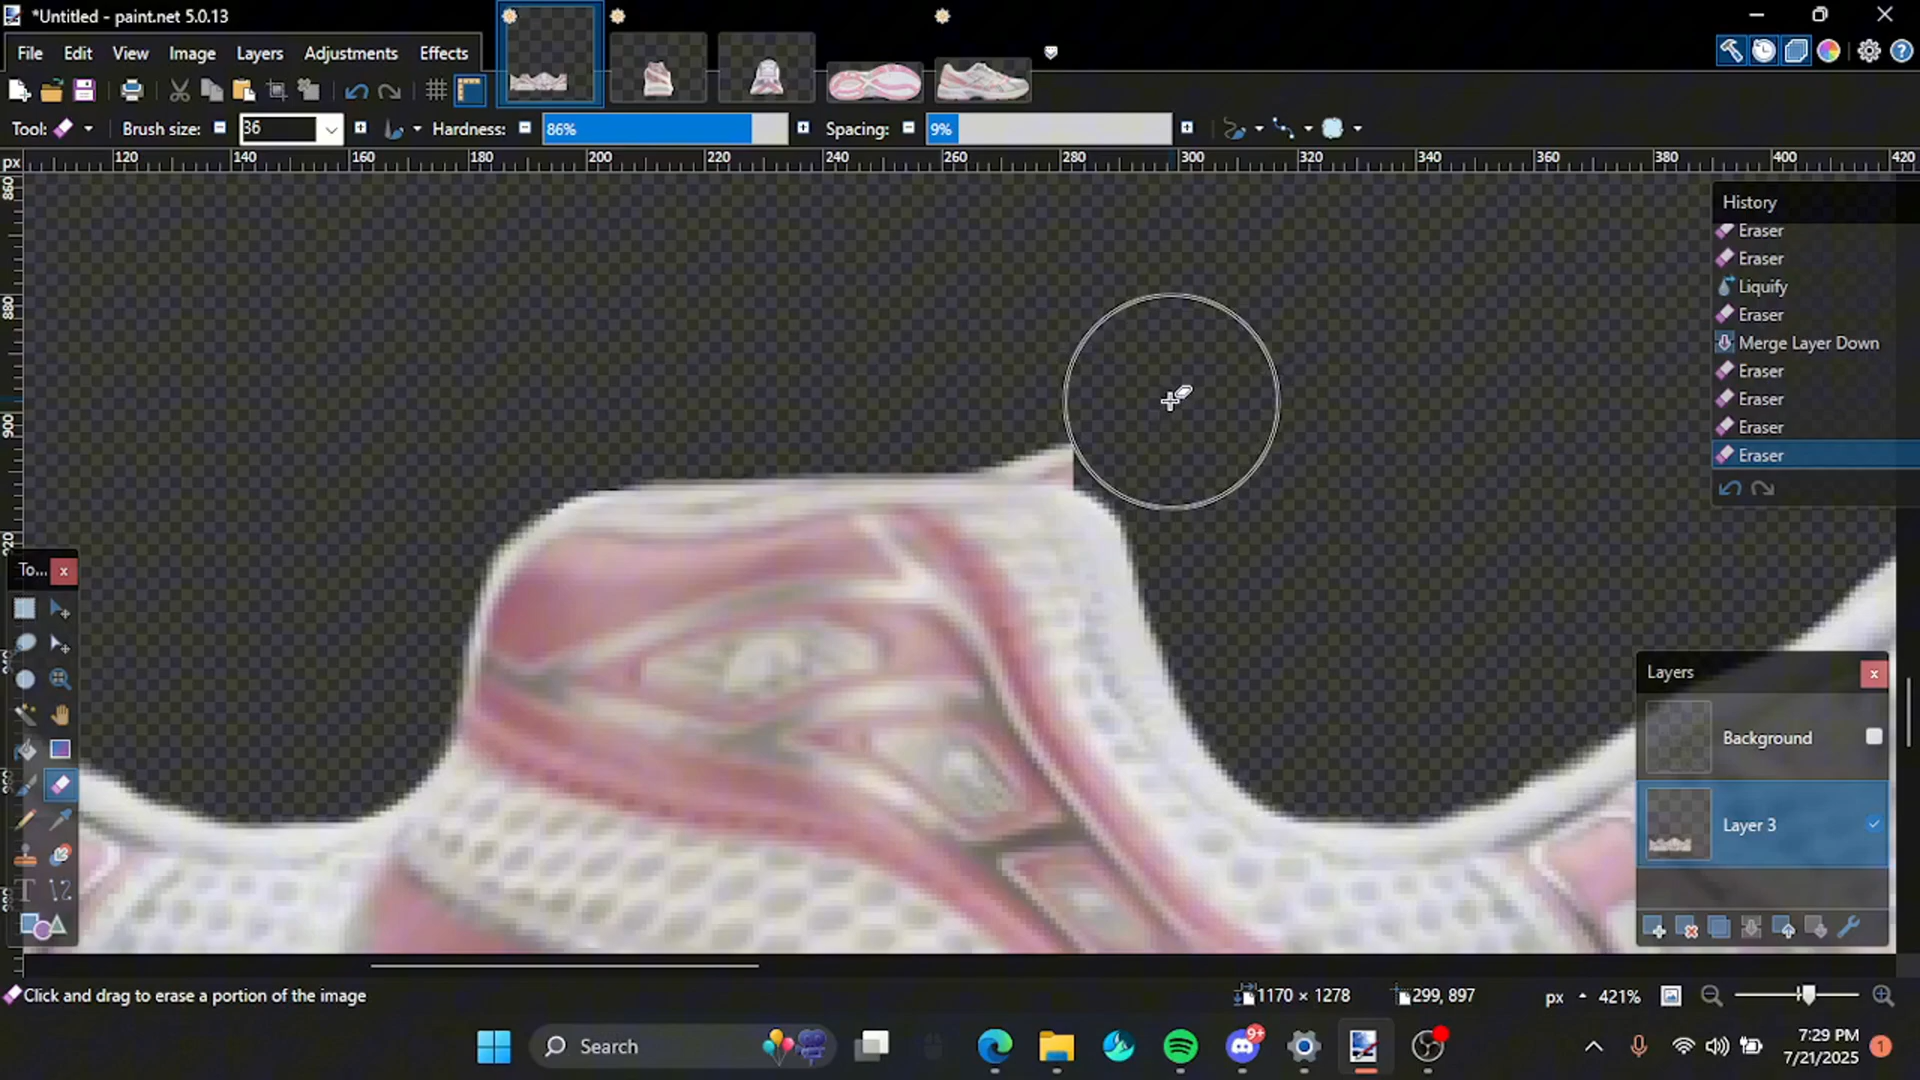 *Untitled - paint.net 5.0.13
File Edit View Image Layers Adjustments Effects
Tool: Brush size: 36 Hardness: 86% Spacing: 9%
px 120 140 160 180 200 220 240 260 280 300 320 340 360 380 400 420
860
880
900
920
History
Eraser
Eraser
Liquify
Eraser
Merge Layer Down
Eraser
Eraser
Eraser
Eraser
To...
Layers
Background
Layer 3
Click and drag to erase a portion of the image
1170 × 1278
299, 897
px
421%
Search
9+
7:29 PM
7/21/2025
1